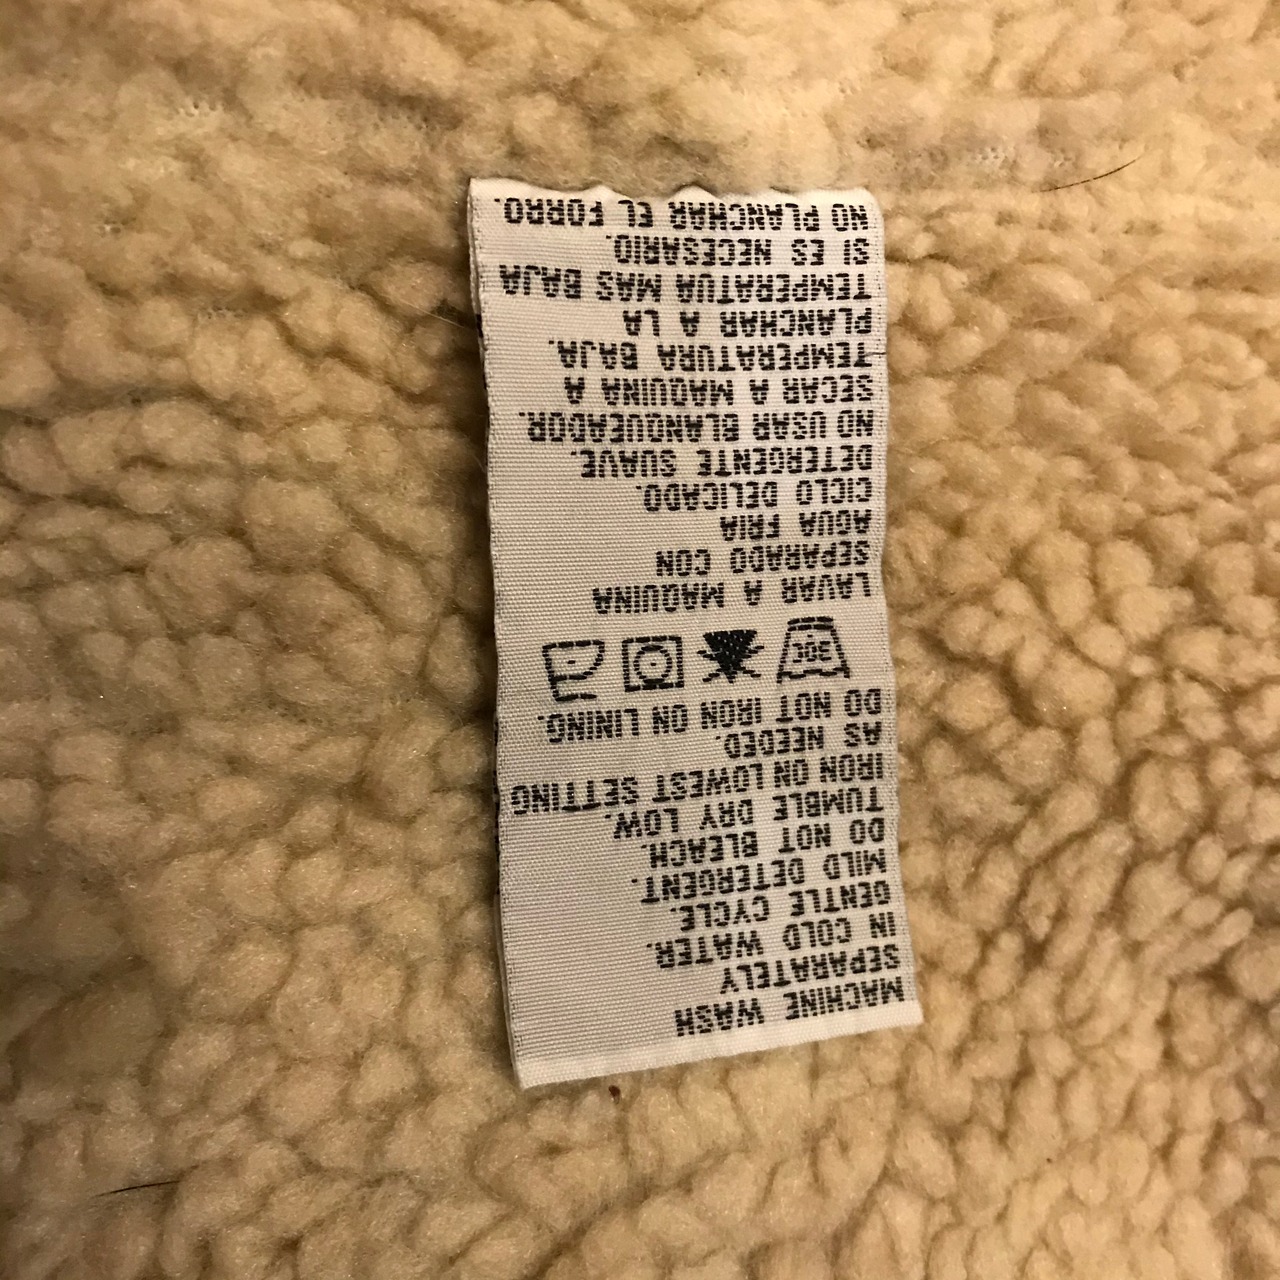 MACHINE WASH
SEPARATELY
IN COLD WATER.
GENTLE CYCLE.
MILD DETERGENT.
DO NOT BLEACH.
TUMBLE DRY LOW.
IRON ON LOWEST SETTING
AS NEEDED.
DO NOT IRON ON LINING.
30C
LAVAR A MAQUINA
SEPARADO CON
AGUA FRIA
CICLO DELICADO.
DETERGENTE SUAVE.
NO USAR BLANQUEADOR.
SECAR A MAQUINA A
TEMPERATURA BAJA.
PLANCHAR A LA
TEMPERATUA MAS BAJA
SI ES NECESARIO.
NO PLANCHAR EL FORRO.